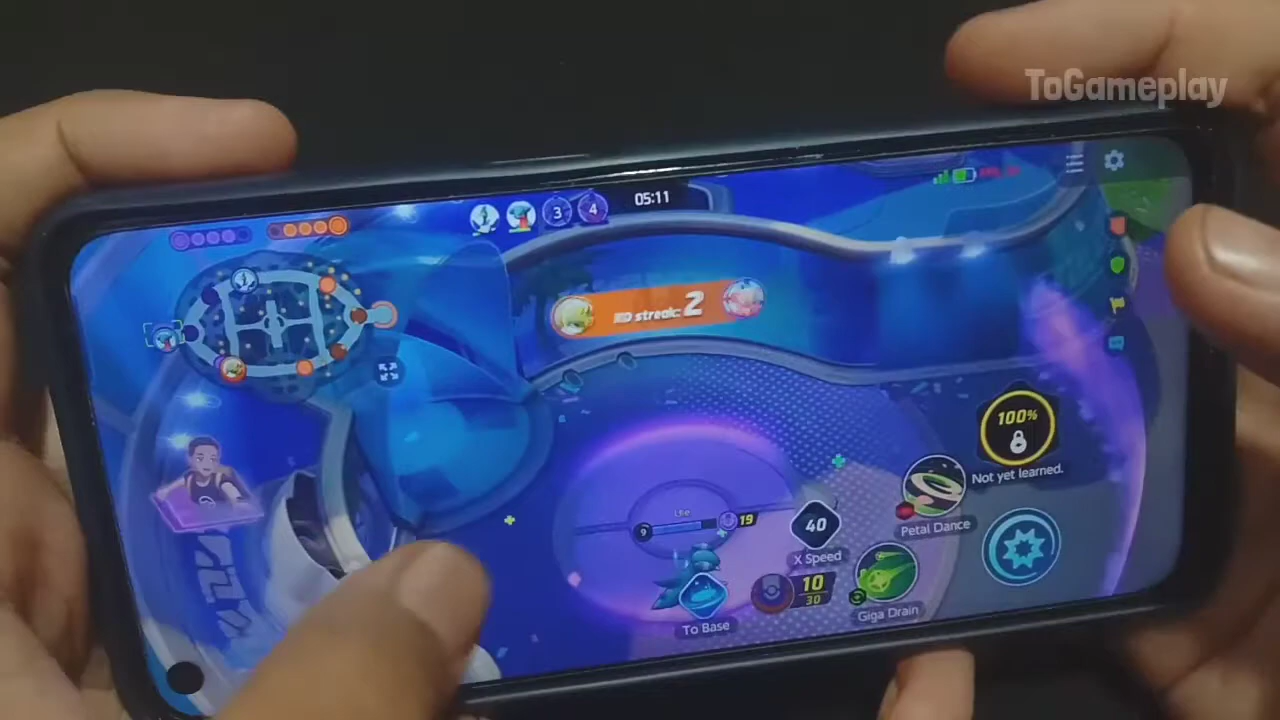 ToGameplay
05:11
3
4
KO streak: 2
100%
Not yet learned.
9
19
40
X Speed
Petal Dance
10
30
Giga Drain
To Base